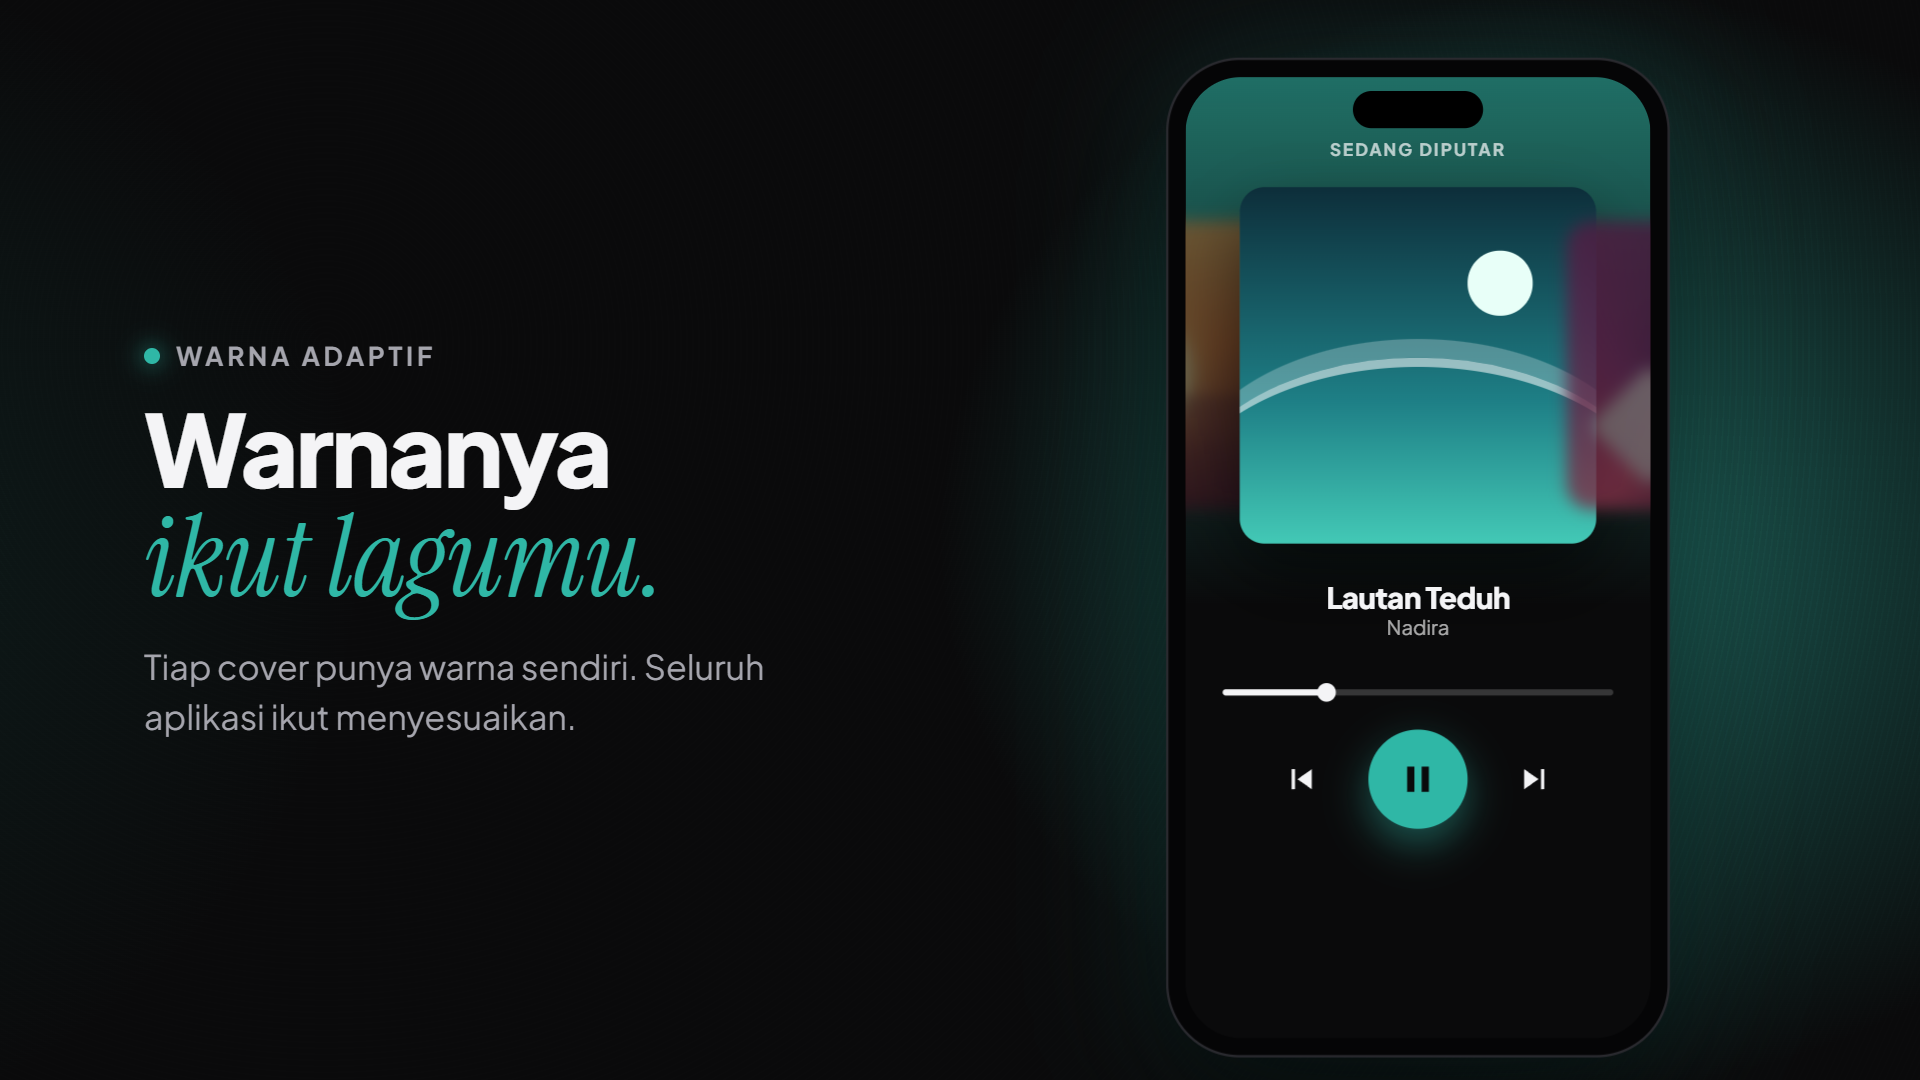 WARNA ADAPTIF
Warnanya
ikut lagumu.
Tiap cover punya warna sendiri. Seluruh
aplikasi ikut menyesuaikan.
SEDANG DIPUTAR
Lautan Teduh
Nadira